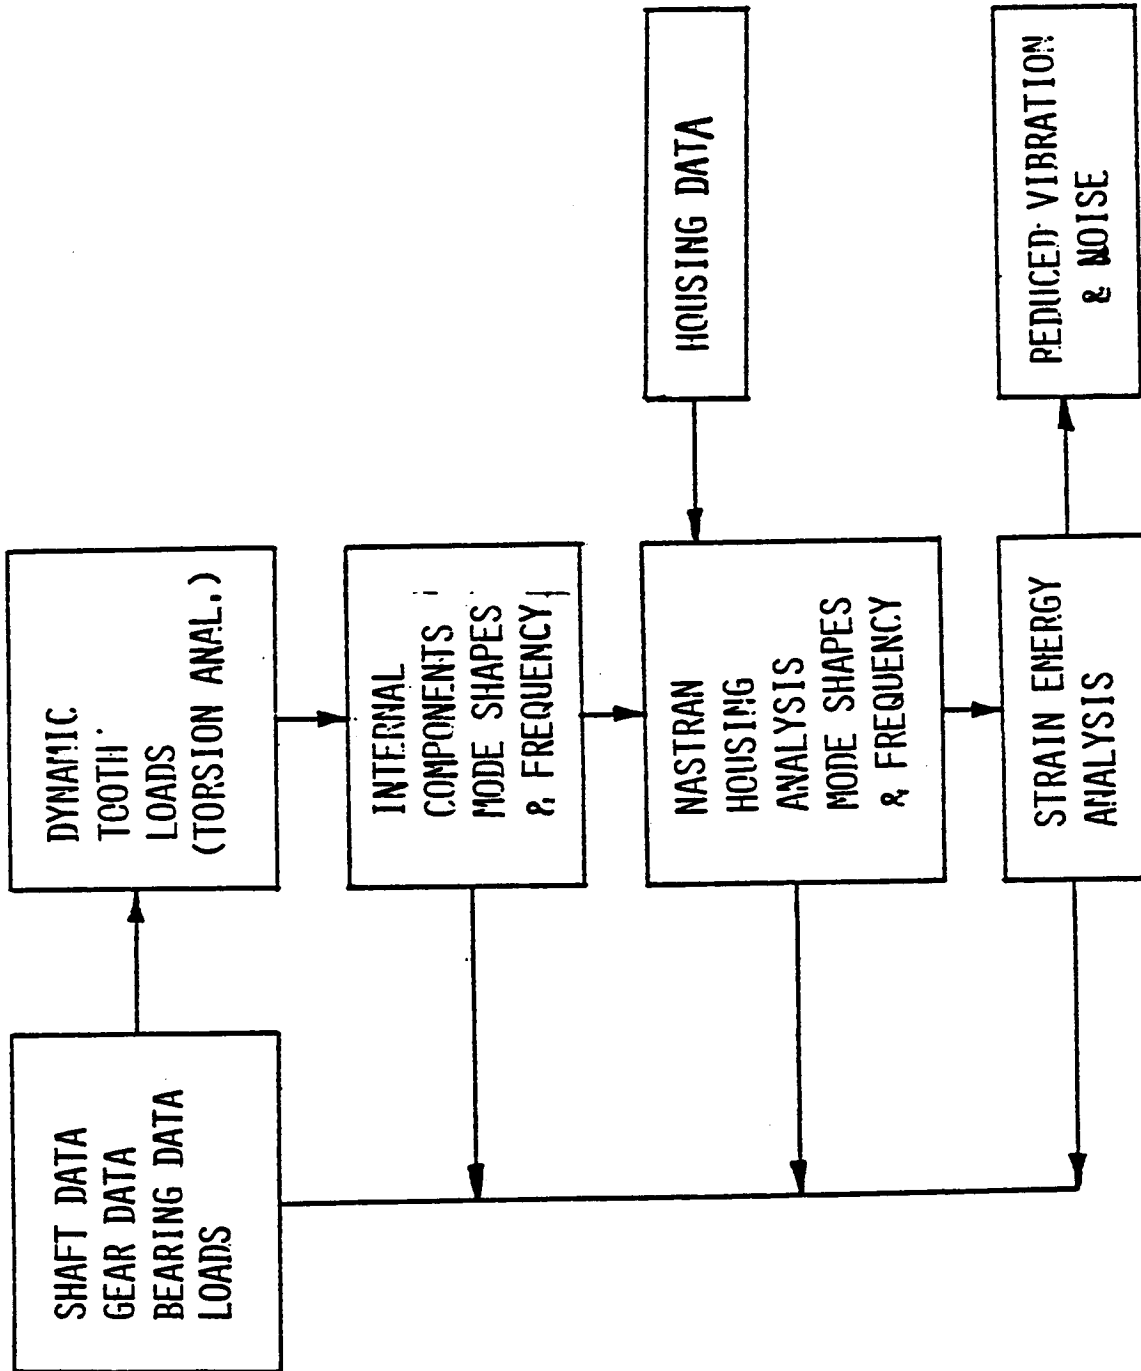 SHAFT DATA
GEAR DATA
BEARING DATA
LOADS
DYNAMIC
TOOTH
LOADS
(TORSION ANAL.)
INTERNAL
COMPONENTS
MODE SHAPES
& FREQUENCY
NASTRAN
HOUSING
ANALYSIS
MODE SHAPES
& FREQUENCY
HOUSING DATA
STRAIN ENERGY
ANALYSIS
REDUCED VIBRATION
& NOISE